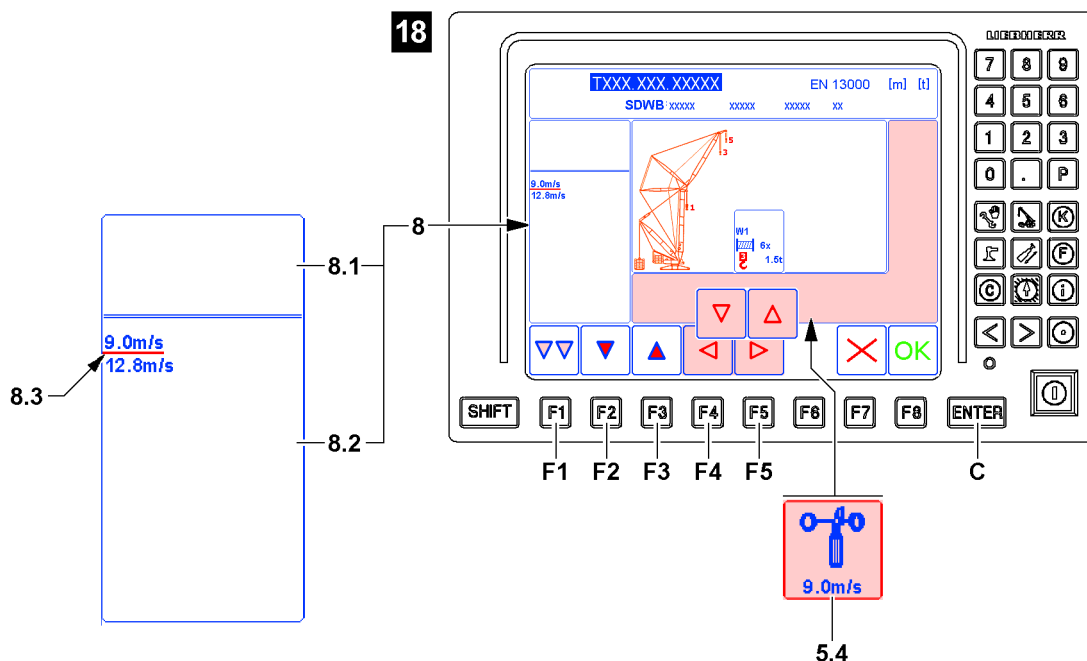 18
LIEBHERR
TXXX.XXX.XXXXX EN 13000 [m] [t]
SDWB: xxxxx xxxxx xxxxx xx
5
3
1
9.0m/s
12.8m/s
W1
6x
1.5t
OK
7 8 9
4 5 6
1 2 3
0 . P
K
F
C i
SHIFT F1 F2 F3 F4 F5 F6 F7 F8 ENTER
F1 F2 F3 F4 F5 C
8
8.1
9.0m/s
12.8m/s
8.3
8.2
9.0m/s
5.4